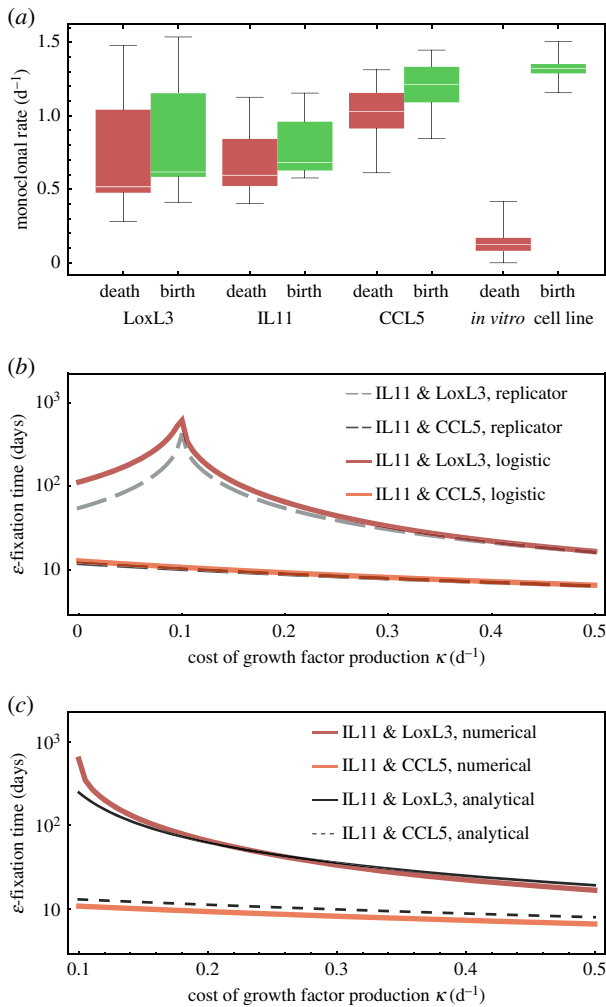 (a)
1.5
1.0
0.5
0
monoclonal rate (d⁻¹)
death birth death birth death birth death birth
LoxL3 IL11 CCL5 in vitro cell line
(b)
10³
10²
10
ε-fixation time (days)
IL11 & LoxL3, replicator
IL11 & CCL5, replicator
IL11 & LoxL3, logistic
IL11 & CCL5, logistic
0 0.1 0.2 0.3 0.4 0.5
cost of growth factor production κ (d⁻¹)
(c)
10³
10²
10
ε-fixation time (days)
IL11 & LoxL3, numerical
IL11 & CCL5, numerical
IL11 & LoxL3, analytical
IL11 & CCL5, analytical
0.1 0.2 0.3 0.4 0.5
cost of growth factor production κ (d⁻¹)